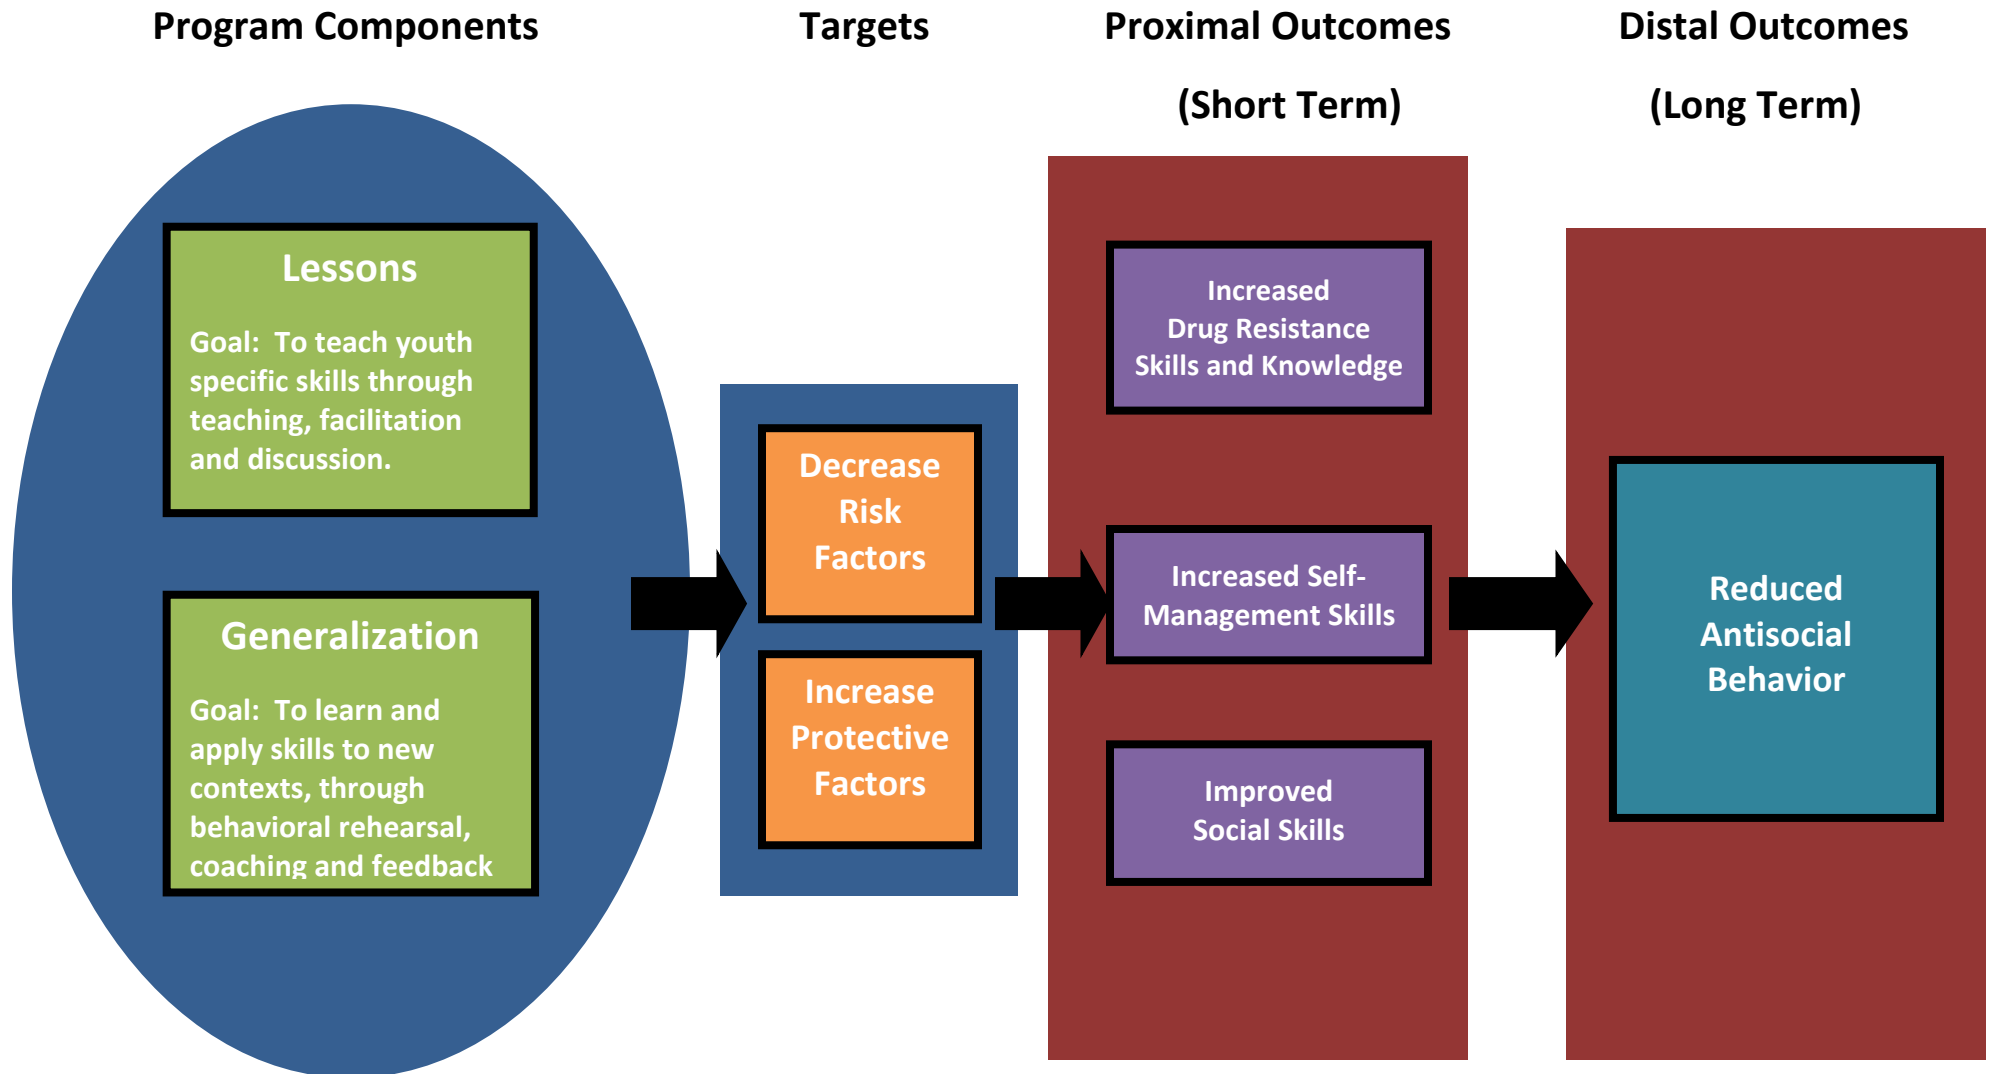 Program Components
Targets
Proximal Outcomes
(Short Term)
Distal Outcomes
(Long Term)
Lessons
Goal:  To teach youth
specific skills through
teaching, facilitation
and discussion.
Generalization
Goal:  To learn and
apply skills to new
contexts, through
behavioral rehearsal,
coaching and feedback
Decrease
Risk
Factors
Increase
Protective
Factors
Increased
Drug Resistance
Skills and Knowledge
Increased Self-
Management Skills
Improved
Social Skills
Reduced
Antisocial
Behavior